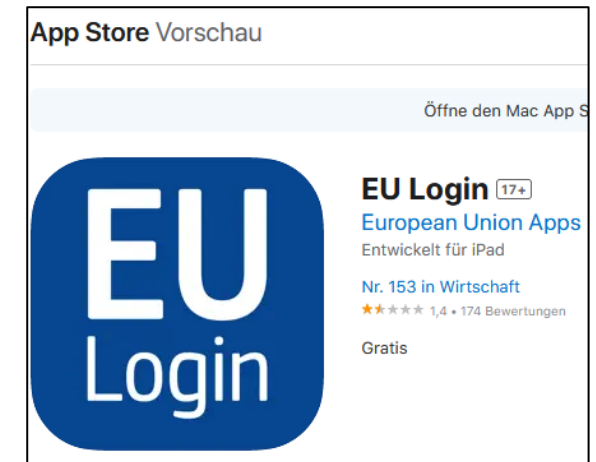 App Store Vorschau
Öffne den Mac App S
EU
Login
EU Login 17+
European Union Apps
Entwickelt für iPad
Nr. 153 in Wirtschaft
★★★★★ 1,4 • 174 Bewertungen
Gratis